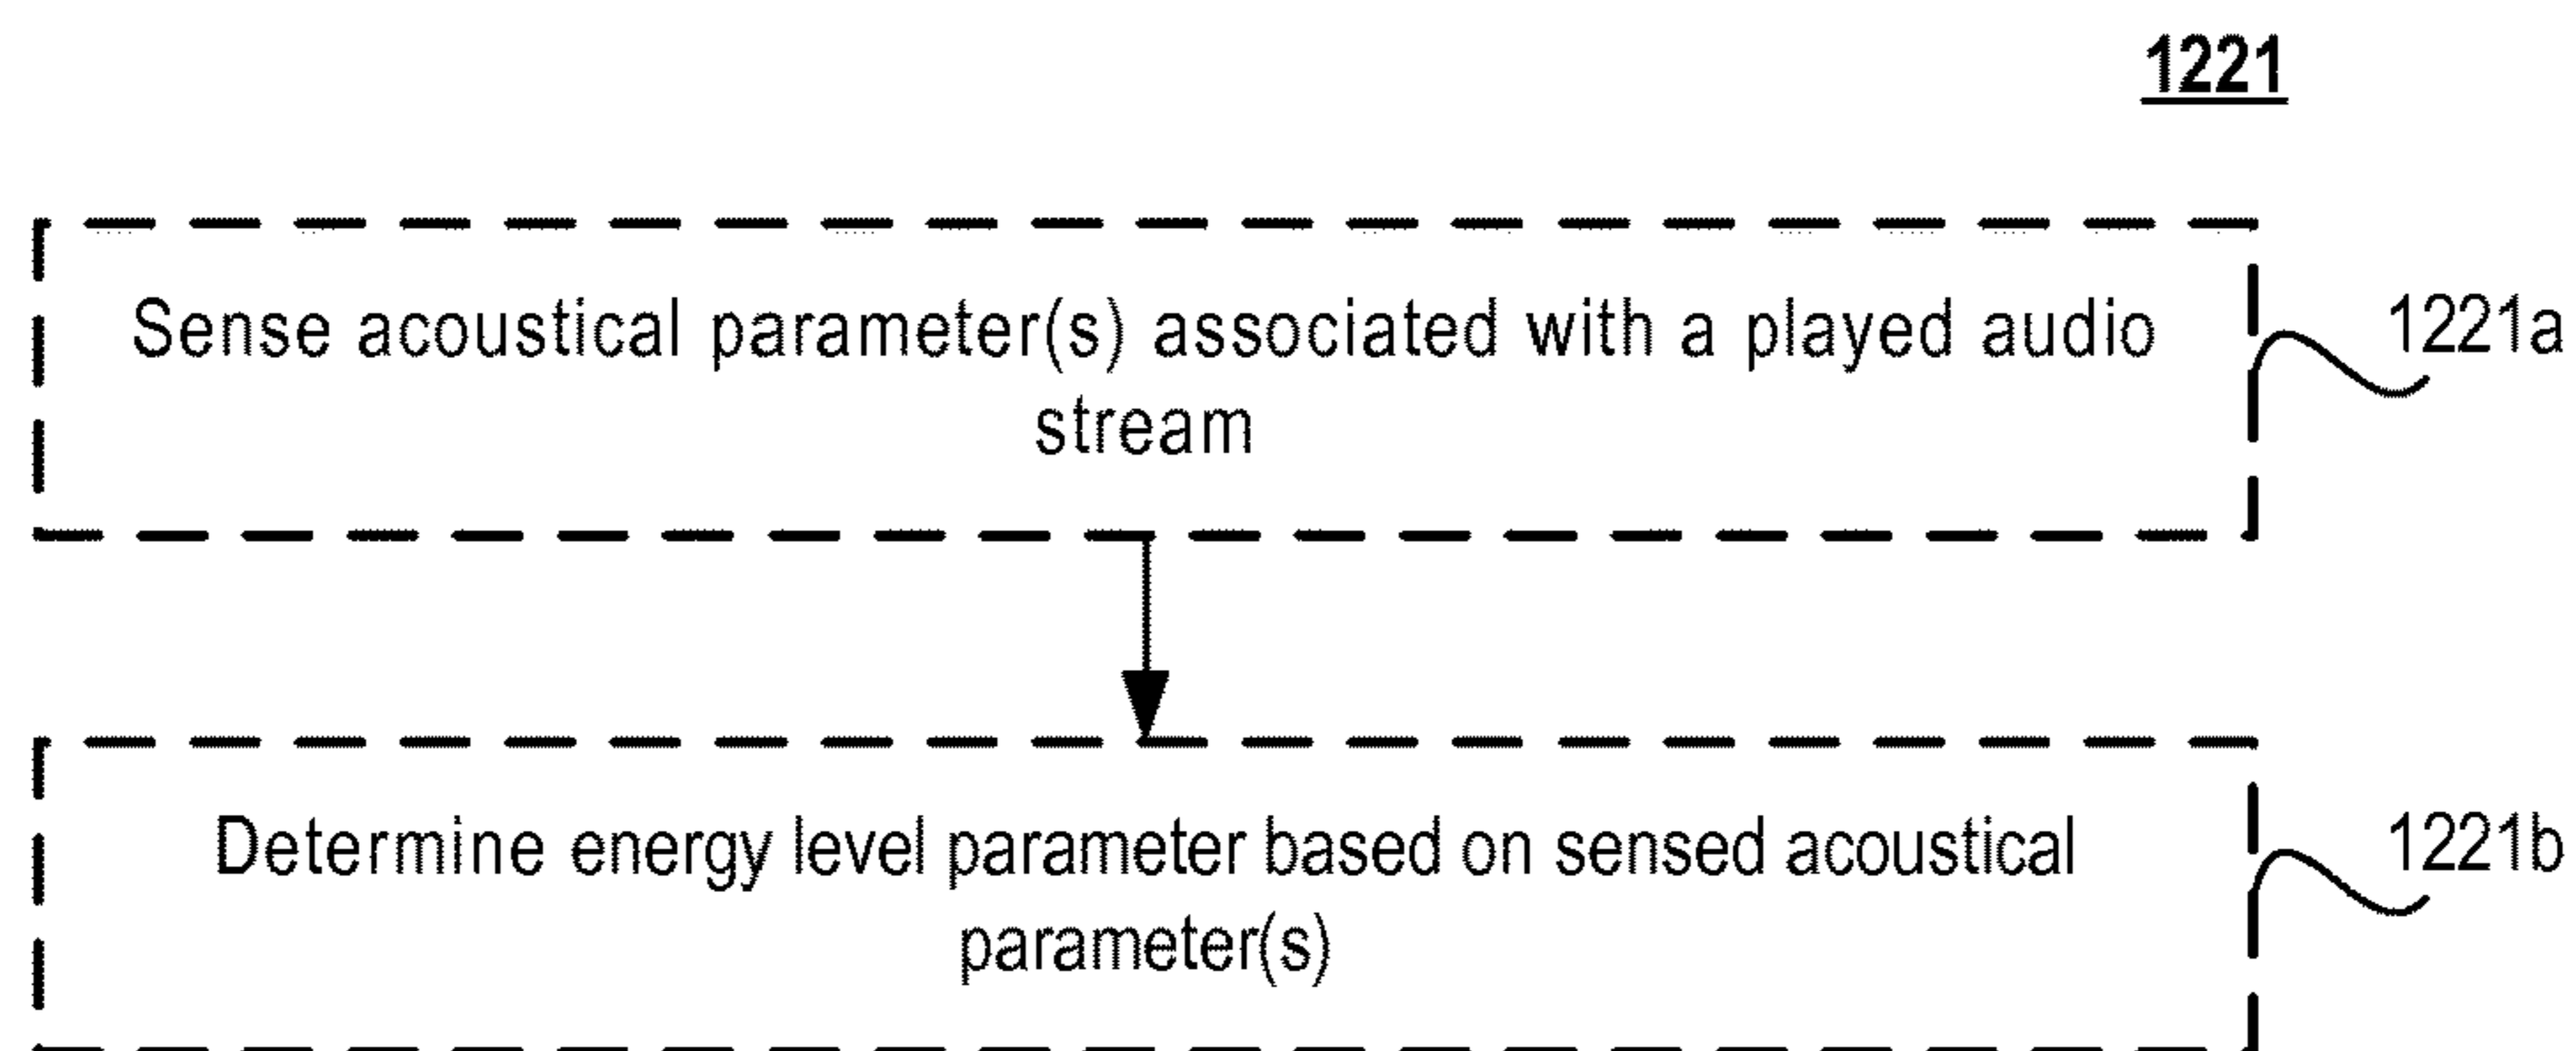 1221
Sense acoustical parameter(s) associated with a played audio
stream
1221a
Determine energy level parameter based on sensed acoustical
parameter(s)
1221b